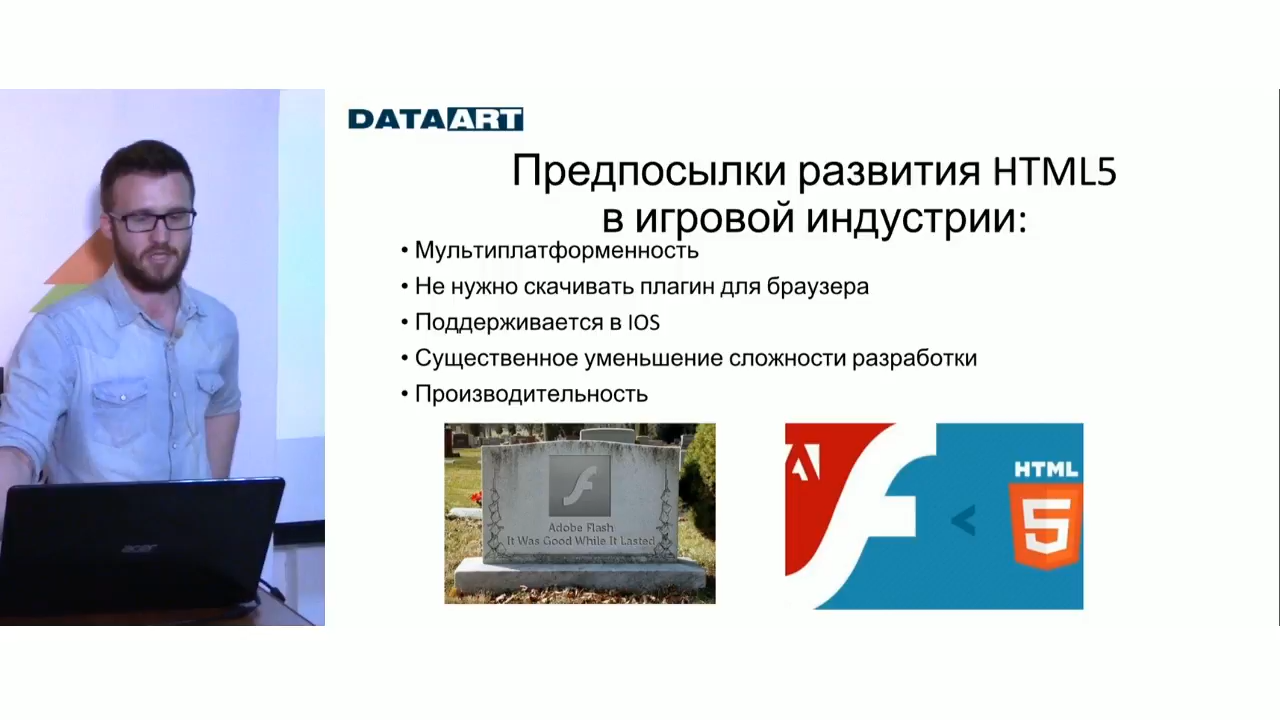 DATAART
Предпосылки развития HTML5
в игровой индустрии:
• Мультиплатформенность
• Не нужно скачивать плагин для браузера
• Поддерживается в IOS
• Существенное уменьшение сложности разработки
• Производительность
Adobe Flash
It Was Good While It Lasted
<
HTML
5
acer